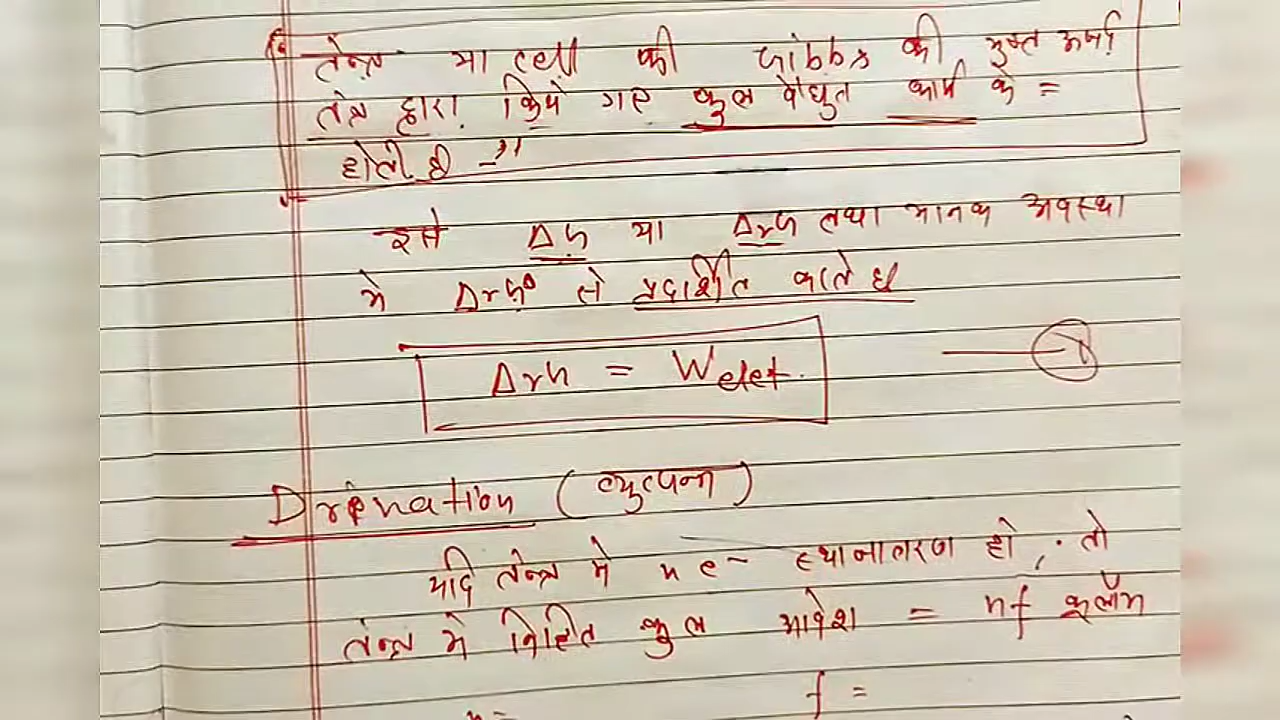 तंन्त्र या cell की Gibbs की मुक्त ऊर्जा
तंत्र द्वारा किये गए कुल वैद्युत कार्य के =
होती है –"
इसे ΔG या ΔrG तथा मानक अवस्था
मे ΔrG° से प्रदर्शित करते है
ΔrG = Welet.
Drivation (व्युत्पन्न)
यदि तंन्त्र मे n e– स्थानातरण हो, तो
तंन्त्र मे निहित कुल आवेश = nf कूलॉम
f =
n=